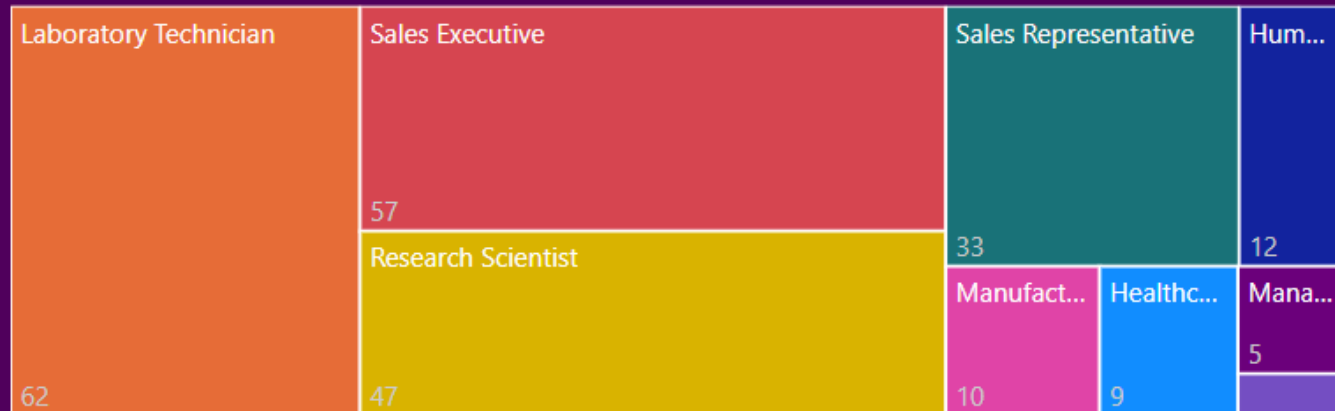 Laboratory Technician
62
Sales Executive
57
Research Scientist
47
Sales Representative
33
Hum...
12
Manufact...
10
Healthc...
9
Mana...
5